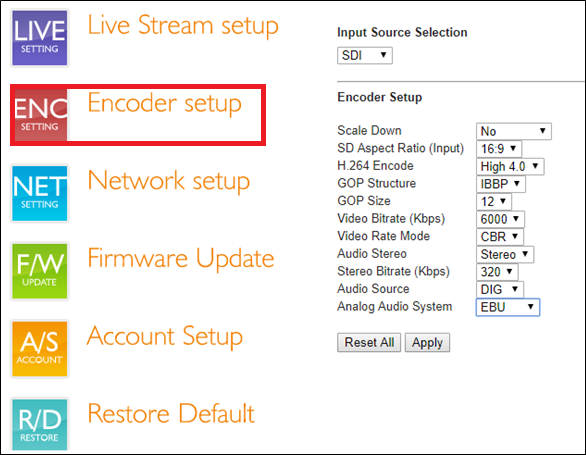 LIVE
SETTING
Live Stream setup
ENC
SETTING
Encoder setup
NET
SETTING
Network setup
F/W
UPDATE
Firmware Update
A/S
ACCOUNT
Account Setup
R/D
RESTORE
Restore Default
Input Source Selection
SDI
Encoder Setup
Scale Down No
SD Aspect Ratio (Input) 16:9
H.264 Encode High 4.0
GOP Structure IBBP
GOP Size 12
Video Bitrate (Kbps) 6000
Video Rate Mode CBR
Audio Stereo Stereo
Stereo Bitrate (Kbps) 320
Audio Source DIG
Analog Audio System EBU
Reset All Apply